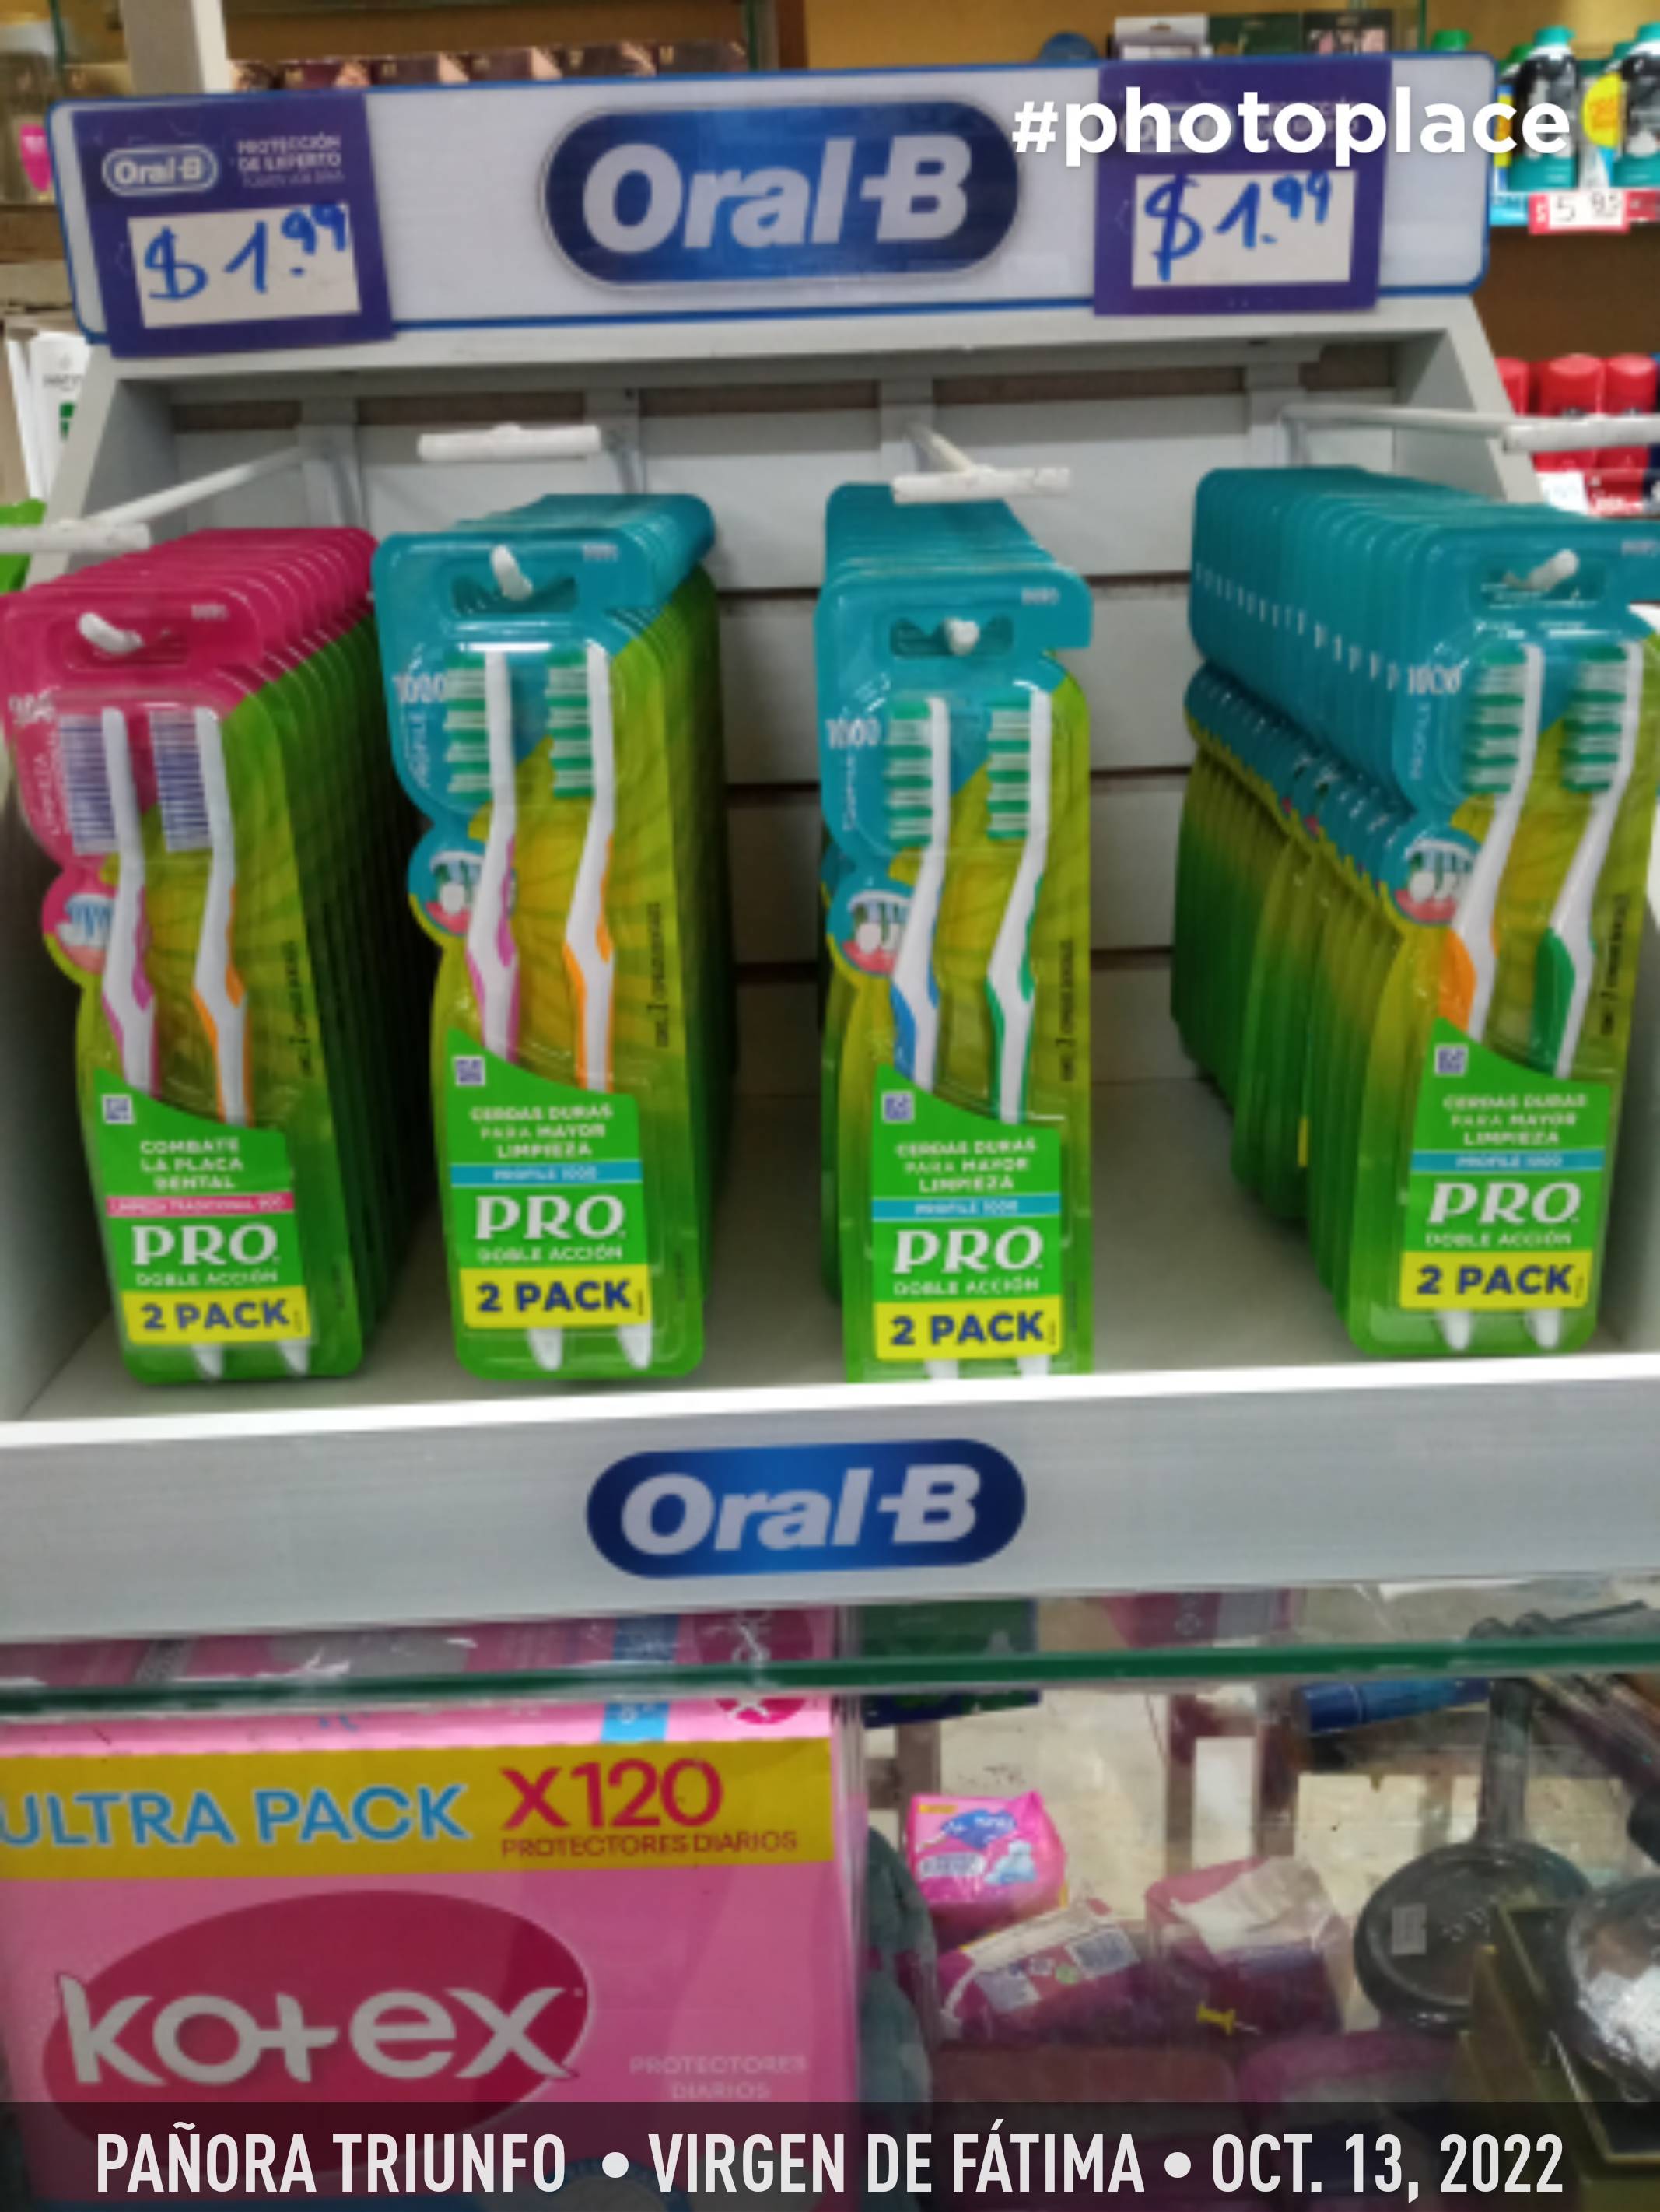 #photoplace
Oral-B
PROTECCIÓN
DE EXPERTO
$1.99
Oral-B
$1.99
1000
1000
1000
COMBATE
LA PLACA
DENTAL
PRO
DOBLE ACCIÓN
2 PACK
CERDAS DURAS
PARA MAYOR
LIMPIEZA
PROFILE 1000
PRO
DOBLE ACCIÓN
2 PACK
CERDAS DURAS
PARA MAYOR
LIMPIEZA
PROFILE 1000
PRO
DOBLE ACCIÓN
2 PACK
CERDAS DURAS
PARA MAYOR
LIMPIEZA
PROFILE 1000
PRO
DOBLE ACCIÓN
2 PACK
Oral-B
ULTRA PACK X120
PROTECTORES DIARIOS
kotex
PROTECTORES
DIARIOS
PAÑORA TRIUNFO • VIRGEN DE FÁTIMA • OCT. 13, 2022